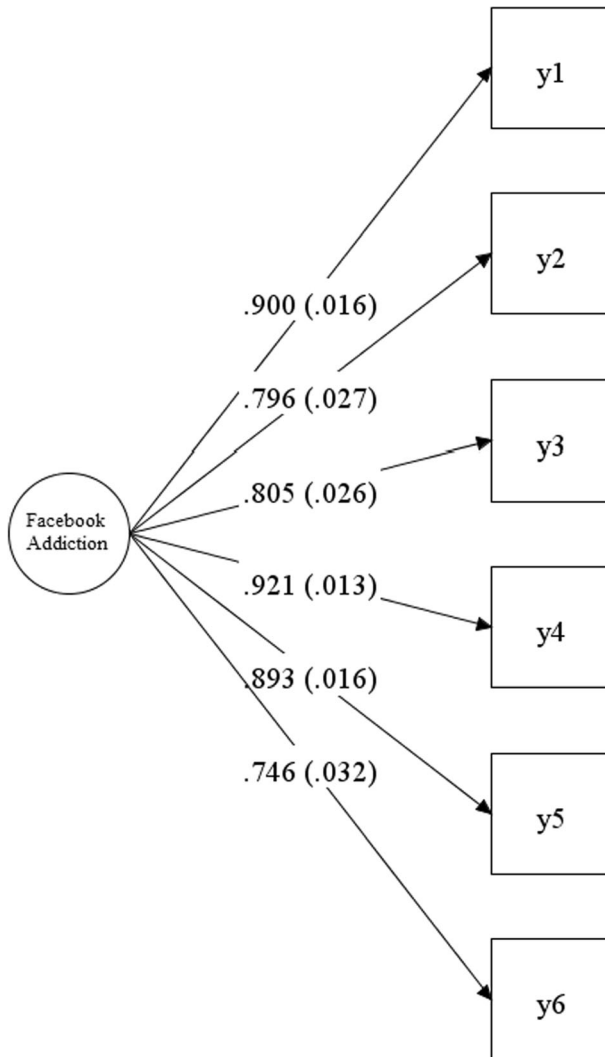 y1
y2
.900 (.016)
.796 (.027)
y3
.805 (.026)
Facebook
Addiction
.921 (.013)
y4
.893 (.016)
.746 (.032)
y5
y6